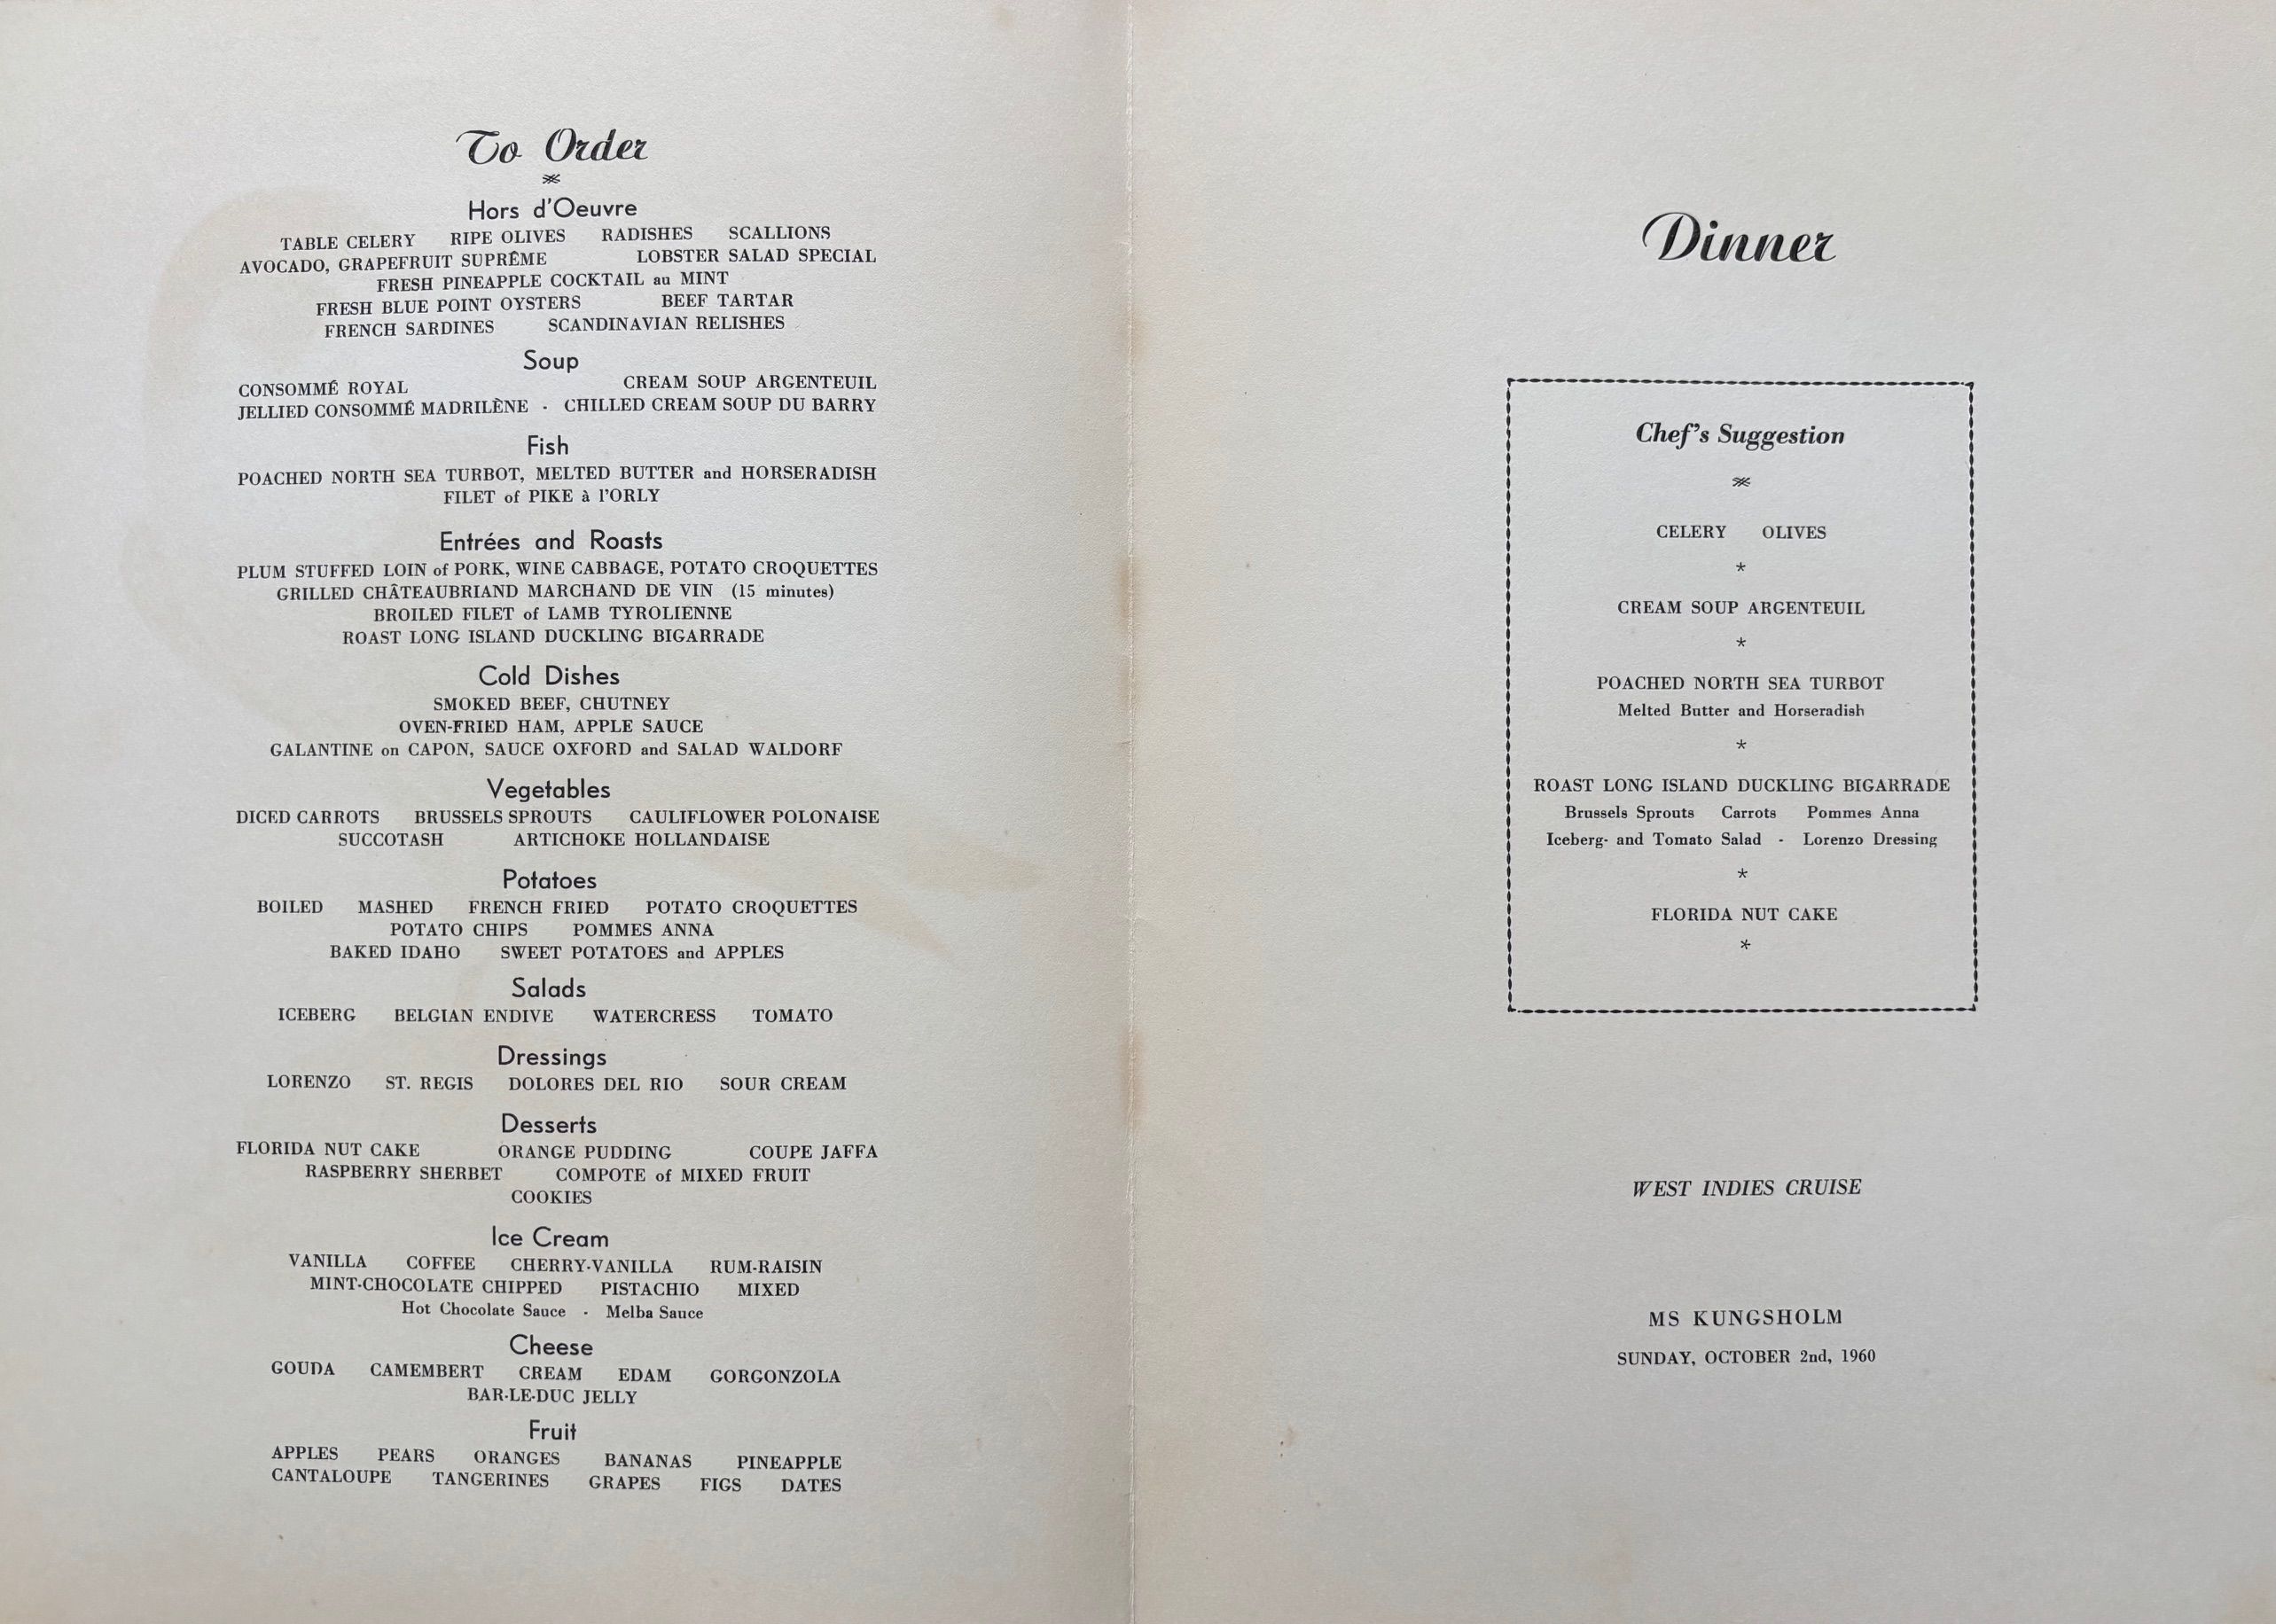 To Order
Hors d'Oeuvre
TABLE CELERY RIPE OLIVES RADISHES SCALLIONS
AVOCADO, GRAPEFRUIT SUPRÊME LOBSTER SALAD SPECIAL
FRESH PINEAPPLE COCKTAIL au MINT
FRESH BLUE POINT OYSTERS BEEF TARTAR
FRENCH SARDINES SCANDINAVIAN RELISHES
Soup
CONSOMMÉ ROYAL CREAM SOUP ARGENTEUIL
JELLIED CONSOMMÉ MADRILÈNE - CHILLED CREAM SOUP DU BARRY
Fish
POACHED NORTH SEA TURBOT, MELTED BUTTER and HORSERADISH
FILET of PIKE à l'ORLY
Entrées and Roasts
PLUM STUFFED LOIN of PORK, WINE CABBAGE, POTATO CROQUETTES
GRILLED CHÂTEAUBRIAND MARCHAND DE VIN (15 minutes)
BROILED FILET of LAMB TYROLIENNE
ROAST LONG ISLAND DUCKLING BIGARRADE
Cold Dishes
SMOKED BEEF, CHUTNEY
OVEN-FRIED HAM, APPLE SAUCE
GALANTINE on CAPON, SAUCE OXFORD and SALAD WALDORF
Vegetables
DICED CARROTS BRUSSELS SPROUTS CAULIFLOWER POLONAISE
SUCCOTASH ARTICHOKE HOLLANDAISE
Potatoes
BOILED MASHED FRENCH FRIED POTATO CROQUETTES
POTATO CHIPS POMMES ANNA
BAKED IDAHO SWEET POTATOES and APPLES
Salads
ICEBERG BELGIAN ENDIVE WATERCRESS TOMATO
Dressings
LORENZO ST. REGIS DOLORES DEL RIO SOUR CREAM
Desserts
FLORIDA NUT CAKE ORANGE PUDDING COUPE JAFFA
RASPBERRY SHERBET COMPOTE of MIXED FRUIT
COOKIES
Ice Cream
VANILLA COFFEE CHERRY-VANILLA RUM-RAISIN
MINT-CHOCOLATE CHIPPED PISTACHIO MIXED
Hot Chocolate Sauce - Melba Sauce
Cheese
GOUDA CAMEMBERT CREAM EDAM GORGONZOLA
BAR-LE-DUC JELLY
Fruit
APPLES PEARS ORANGES BANANAS PINEAPPLE
CANTALOUPE TANGERINES GRAPES FIGS DATES
Dinner
Chef's Suggestion
CELERY OLIVES
*
CREAM SOUP ARGENTEUIL
*
POACHED NORTH SEA TURBOT
Melted Butter and Horseradish
*
ROAST LONG ISLAND DUCKLING BIGARRADE
Brussels Sprouts Carrots Pommes Anna
Iceberg- and Tomato Salad - Lorenzo Dressing
*
FLORIDA NUT CAKE
*
WEST INDIES CRUISE
MS KUNGSHOLM
SUNDAY, OCTOBER 2nd, 1960